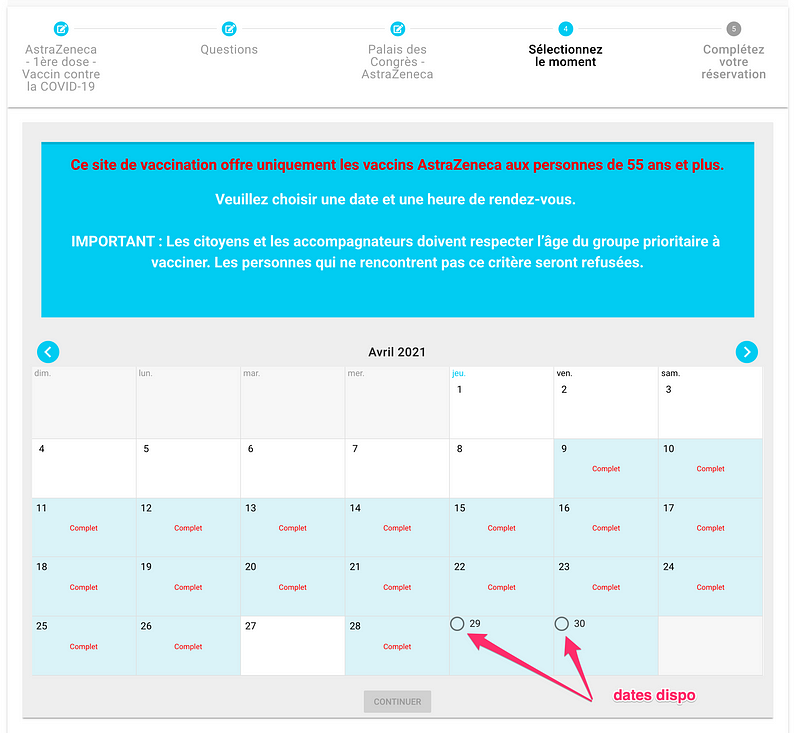 4
5
AstraZeneca
- 1ère dose -
Vaccin contre
la COVID-19
Questions
Palais des
Congrès -
AstraZeneca
Sélectionnez
le moment
Complétez
votre
réservation
Ce site de vaccination offre uniquement les vaccins AstraZeneca aux personnes de 55 ans et plus.
Veuillez choisir une date et une heure de rendez-vous.
IMPORTANT : Les citoyens et les accompagnateurs doivent respecter l'âge du groupe prioritaire à
vacciner. Les personnes qui ne rencontrent pas ce critère seront refusées.
Avril 2021
dim. lun. mar. mer. jeu. ven. sam.
1 2 3
4 5 6 7 8 9 10
Complet Complet
11 12 13 14 15 16 17
Complet Complet Complet Complet Complet Complet Complet
18 19 20 21 22 23 24
Complet Complet Complet Complet Complet Complet Complet
25 26 27 28 29 30
Complet Complet Complet
dates dispo
CONTINUER